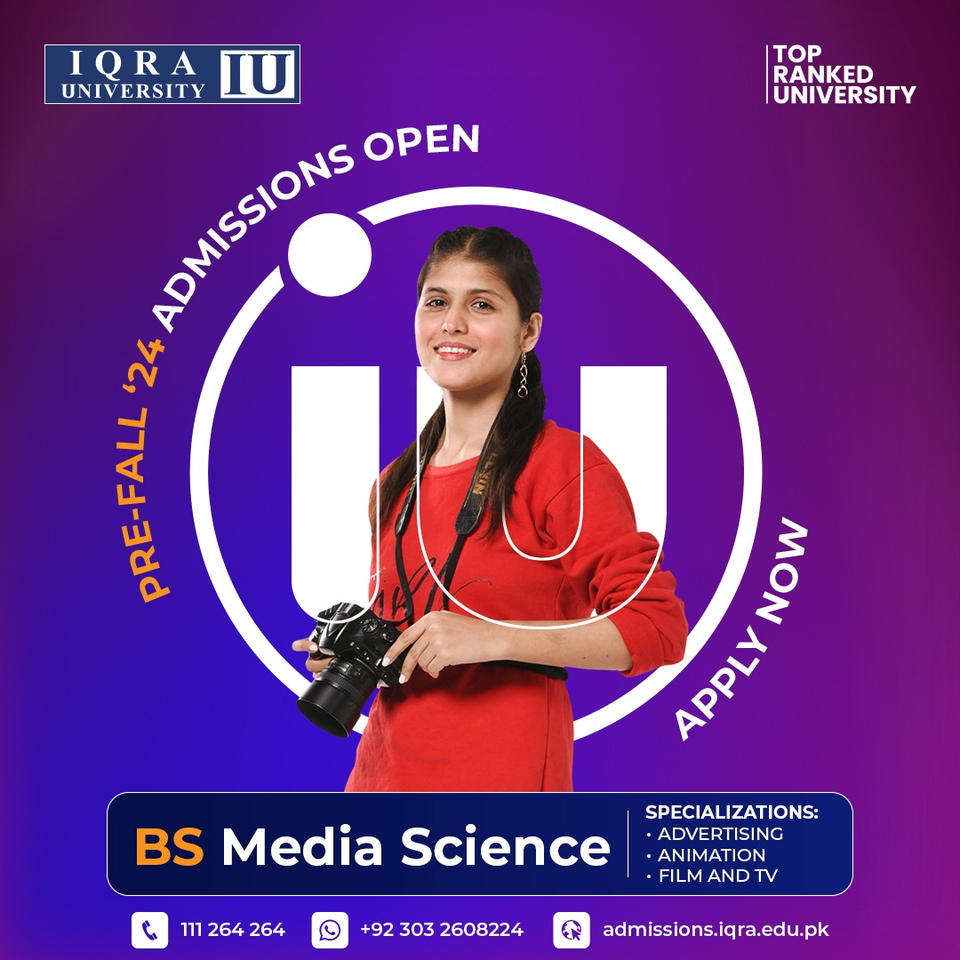 IQRA
UNIVERSITY
IU
TOP
RANKED
UNIVERSITY
PRE-FALL ‘24 ADMISSIONS OPEN
IU
APPLY NOW
BS Media Science
SPECIALIZATIONS:
• ADVERTISING
• ANIMATION
• FILM AND TV
111 264 264
+92 303 2608224
admissions.iqra.edu.pk